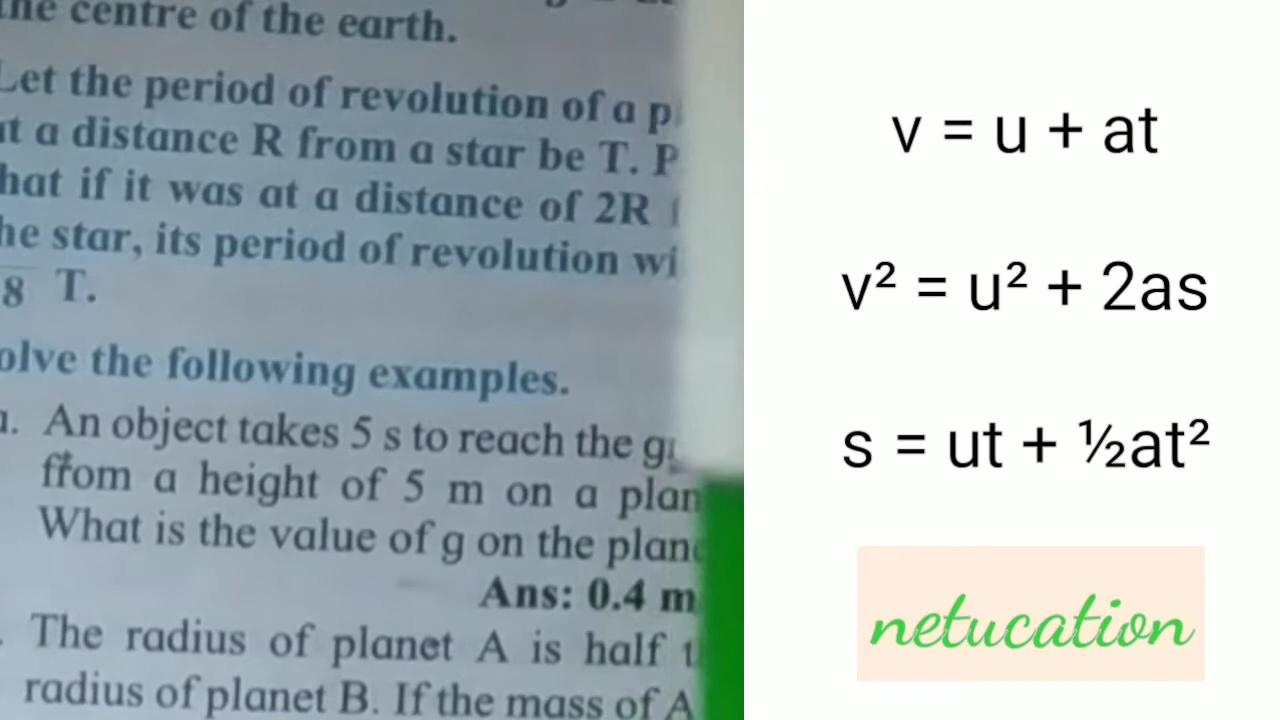 the centre of the earth.
Let the period of revolution of a
at a distance R from a star be T.
that if it was at a distance of 2R
the star, its period of revolution
8 T.
olve the following examples.
An object takes 5 s to reach the
from a height of 5 m on a
What is the value of g on the
Ans: 0.4 m
The radius of planet A is half
radius of planet B. If the mass of A
v = u + at
v² = u² + 2as
s = ut + ½at²
netucation